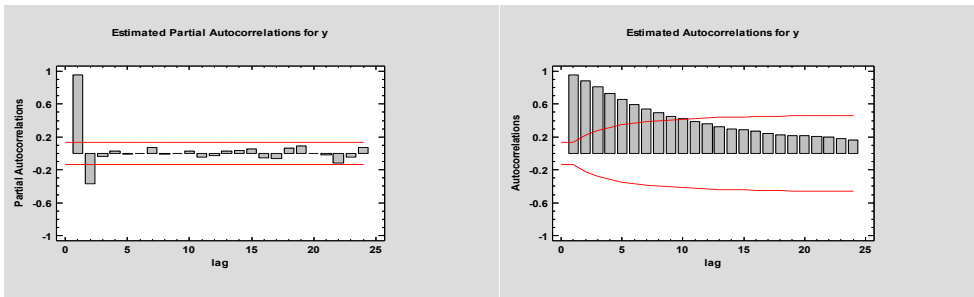 Estimated Partial Autocorrelations for y
Partial Autocorrelations
1
0.6
0.2
-0.2
-0.6
-1
0 5 10 15 20 25
lag
Estimated Autocorrelations for y
Autocorrelations
1
0.6
0.2
-0.2
-0.6
-1
0 5 10 15 20 25
lag